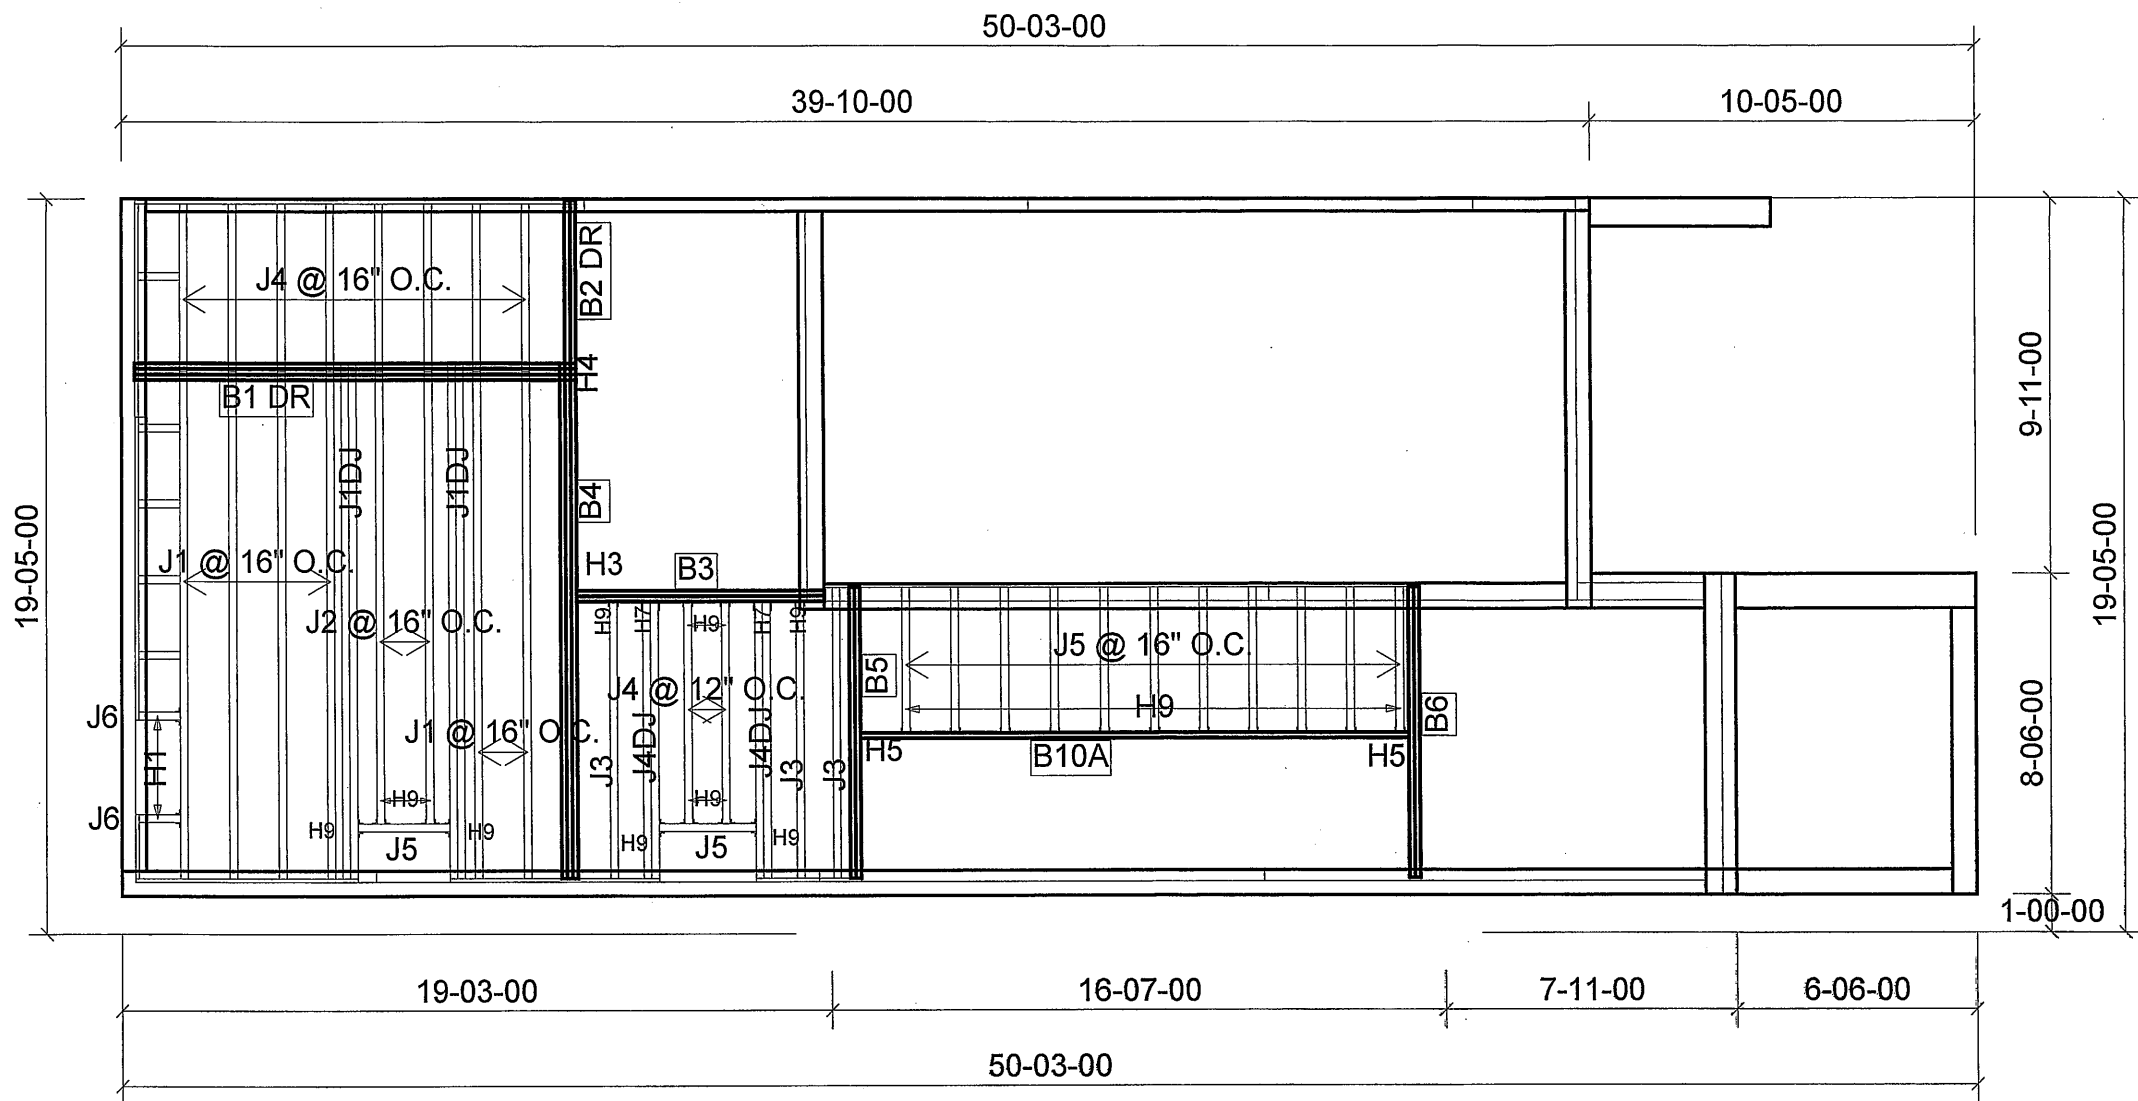 50-03-00
39-10-00
10-05-00
B2 DR
J4 @ 16" O.C.
H4
B1 DR
9-11-00
J1DJ
J1DJ
B4
19-05-00
19-05-00
J1 @ 16" O.C.
H3
B3
H9
H7
H9
H7
H9
J2 @ 16" O.C.
J5 @ 16" O.C.
B5
J4 @ 12" O.C.
H9
B6
J6
8-06-00
J1 @ 16" O.C.
J4DJ
J4DJ
H5
B10A
H5
H1
J3
J3
J3
H9
H9
J6
H9
H9
H9
H9
J5
J5
1-00-00
19-03-00
16-07-00
7-11-00
6-06-00
50-03-00